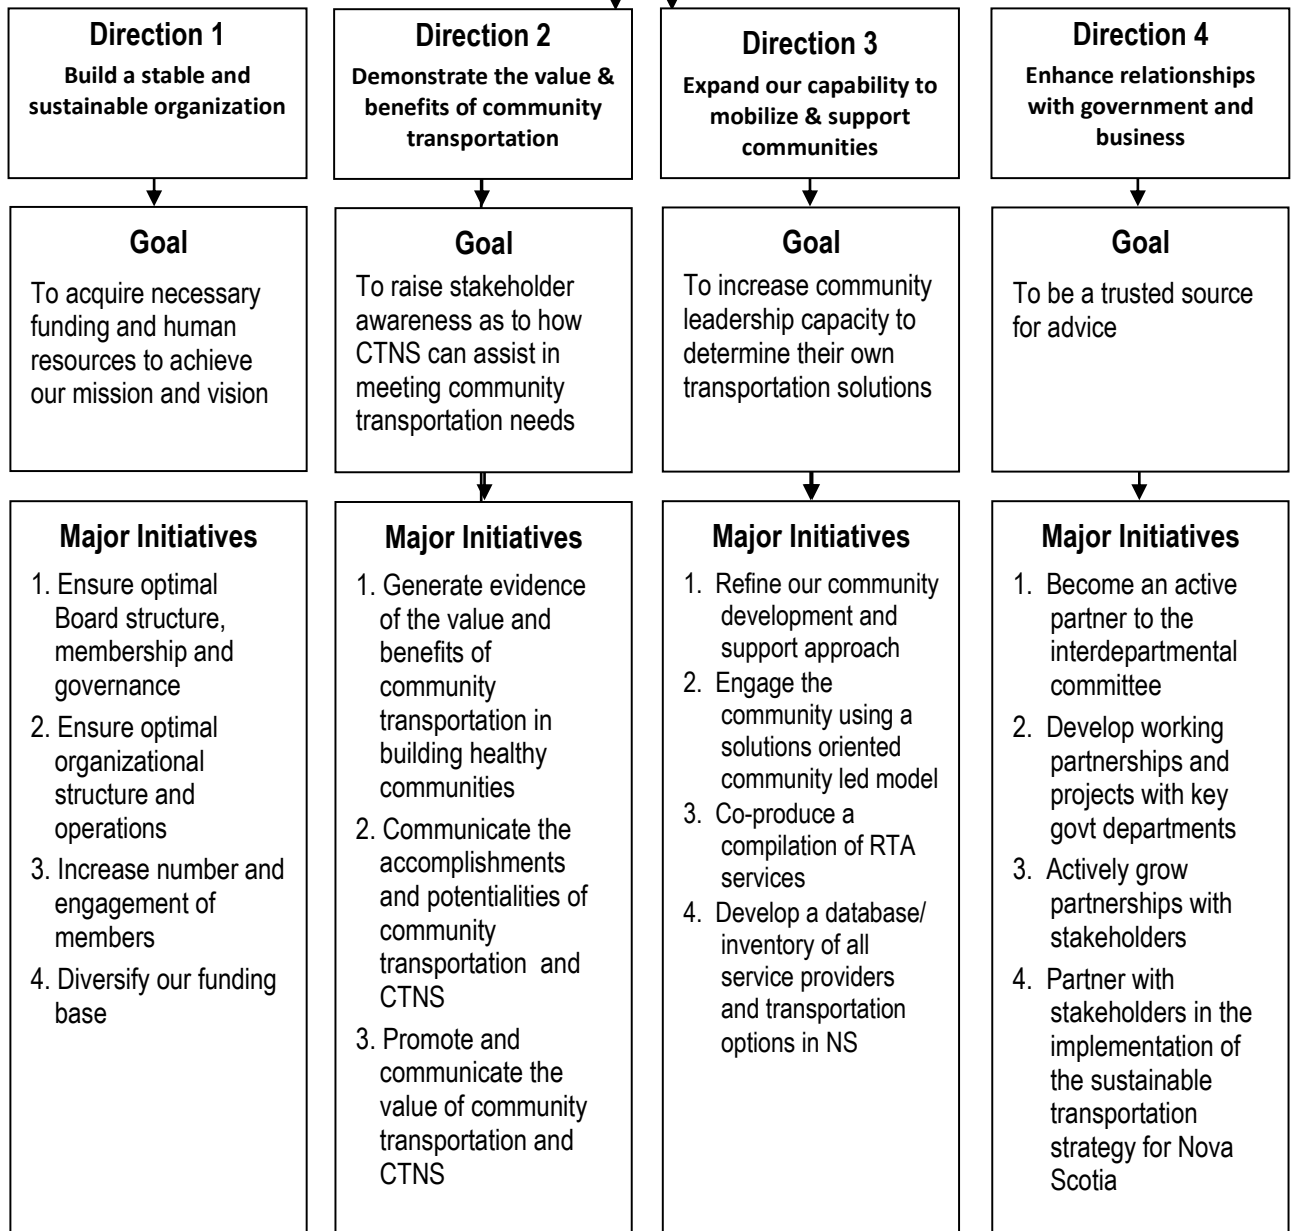 Direction 1
Build a stable and
sustainable organization
Goal
To acquire necessary
funding and human
resources to achieve
our mission and vision
Major Initiatives
1. Ensure optimal
Board structure,
membership and
governance
2. Ensure optimal
organizational
structure and
operations
3. Increase number and
engagement of
members
4. Diversify our funding
base
Direction 2
Demonstrate the value &
benefits of community
transportation
Goal
To raise stakeholder
awareness as to how
CTNS can assist in
meeting community
transportation needs
Major Initiatives
1. Generate evidence
of the value and
benefits of
community
transportation in
building healthy
communities
2. Communicate the
accomplishments
and potentialities of
community
transportation and
CTNS
3. Promote and
communicate the
value of community
transportation and
CTNS
Direction 3
Expand our capability to
mobilize & support
communities
Goal
To increase community
leadership capacity to
determine their own
transportation solutions
Major Initiatives
1. Refine our community
development and
support approach
2. Engage the
community using a
solutions oriented
community led model
3. Co-produce a
compilation of RTA
services
4. Develop a database/
inventory of all
service providers
and transportation
options in NS
Direction 4
Enhance relationships
with government and
business
Goal
To be a trusted source
for advice
Major Initiatives
1. Become an active
partner to the
interdepartmental
committee
2. Develop working
partnerships and
projects with key
govt departments
3. Actively grow
partnerships with
stakeholders
4. Partner with
stakeholders in the
implementation of
the sustainable
transportation
strategy for Nova
Scotia